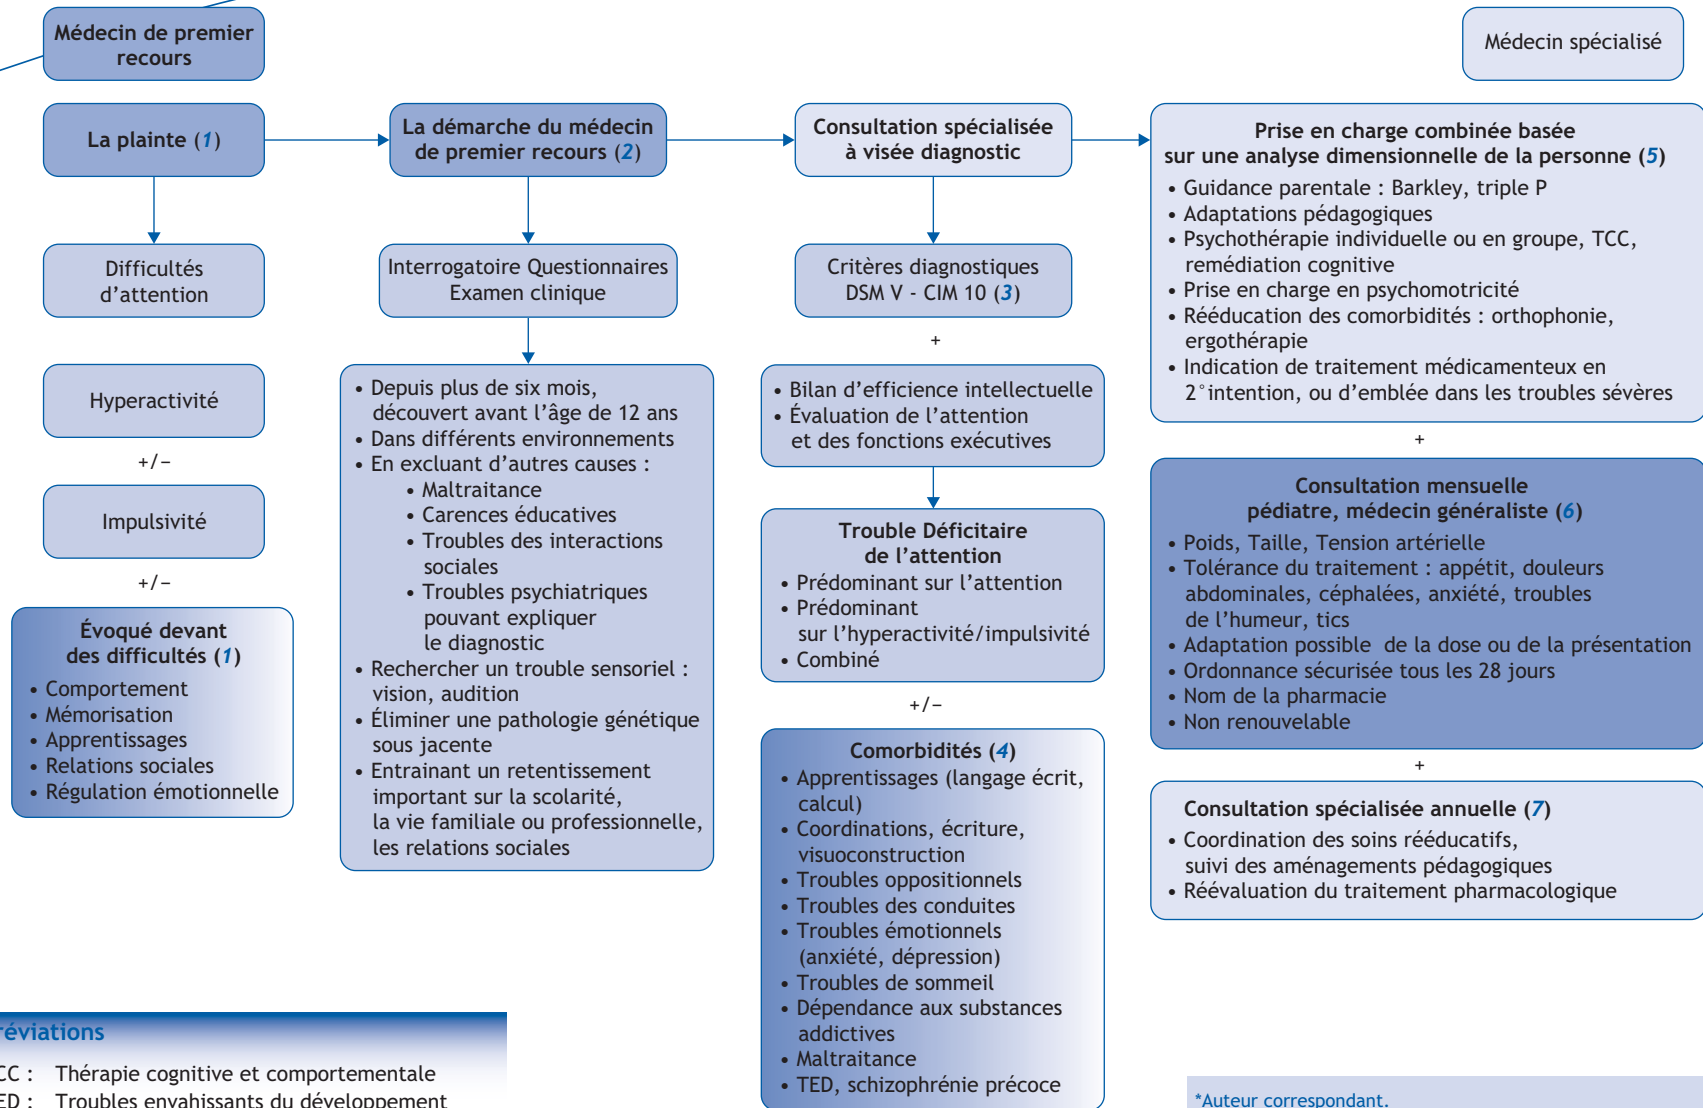 Médecin de premier
recours
Médecin spécialisé
La plainte (1)
Difficultés
d'attention
Hyperactivité
+/−
Impulsivité
+/−
Évoqué devant
des difficultés (1)
• Comportement
• Mémorisation
• Apprentissages
• Relations sociales
• Régulation émotionnelle
La démarche du médecin
de premier recours (2)
Interrogatoire Questionnaires
Examen clinique
• Depuis plus de six mois,
découvert avant l'âge de 12 ans
• Dans différents environnements
• En excluant d'autres causes :
• Maltraitance
• Carences éducatives
• Troubles des interactions
sociales
• Troubles psychiatriques
pouvant expliquer
le diagnostic
• Rechercher un trouble sensoriel :
vision, audition
• Éliminer une pathologie génétique
sous jacente
• Entrainant un retentissement
important sur la scolarité,
la vie familiale ou professionnelle,
les relations sociales
Consultation spécialisée
à visée diagnostic
Critères diagnostiques
DSM V - CIM 10 (3)
+
• Bilan d'efficience intellectuelle
• Évaluation de l'attention
et des fonctions exécutives
Trouble Déficitaire
de l'attention
• Prédominant sur l'attention
• Prédominant
sur l'hyperactivité/impulsivité
• Combiné
+/−
Comorbidités (4)
• Apprentissages (langage écrit,
calcul)
• Coordinations, écriture,
visuoconstruction
• Troubles oppositionnels
• Troubles des conduites
• Troubles émotionnels
(anxiété, dépression)
• Troubles de sommeil
• Dépendance aux substances
addictives
• Maltraitance
• TED, schizophrénie précoce
Prise en charge combinée basée
sur une analyse dimensionnelle de la personne (5)
• Guidance parentale : Barkley, triple P
• Adaptations pédagogiques
• Psychothérapie individuelle ou en groupe, TCC,
remédiation cognitive
• Prise en charge en psychomotricité
• Rééducation des comorbidités : orthophonie,
ergothérapie
• Indication de traitement médicamenteux en
2°intention, ou d'emblée dans les troubles sévères
+
Consultation mensuelle
pédiatre, médecin généraliste (6)
• Poids, Taille, Tension artérielle
• Tolérance du traitement : appétit, douleurs
abdominales, céphalées, anxiété, troubles
de l'humeur, tics
• Adaptation possible de la dose ou de la présentation
• Ordonnance sécurisée tous les 28 jours
• Nom de la pharmacie
• Non renouvelable
+
Consultation spécialisée annuelle (7)
• Coordination des soins rééducatifs,
suivi des aménagements pédagogiques
• Réévaluation du traitement pharmacologique
réviations
CC : Thérapie cognitive et comportementale
ED : Troubles envahissants du développement
*Auteur correspondant.